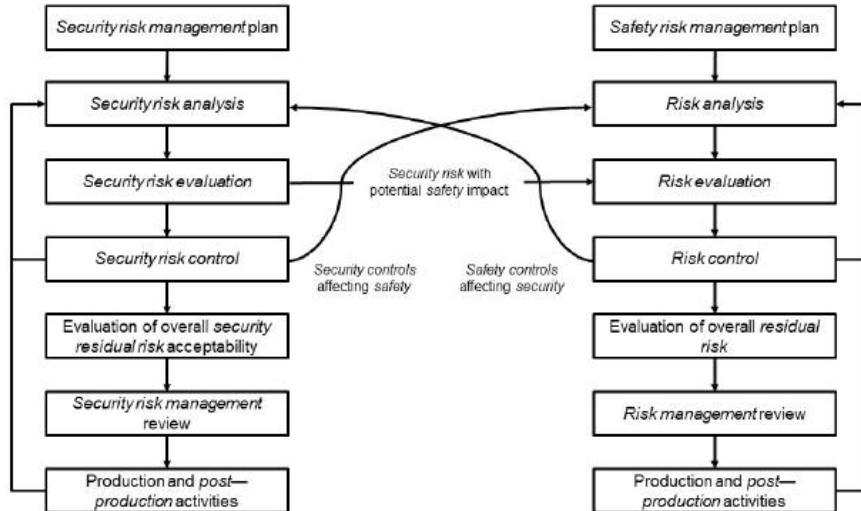 Security risk management plan
Security risk analysis
Security risk evaluation
Security risk control
Evaluation of overall security
residual risk acceptability
Security risk management
review
Production and post—
production activities
Security risk with
potential safety impact
Security controls
affecting safety
Safety controls
affecting security
Safety risk management plan
Risk analysis
Risk evaluation
Risk control
Evaluation of overall residual
risk
Risk management review
Production and post—
production activities